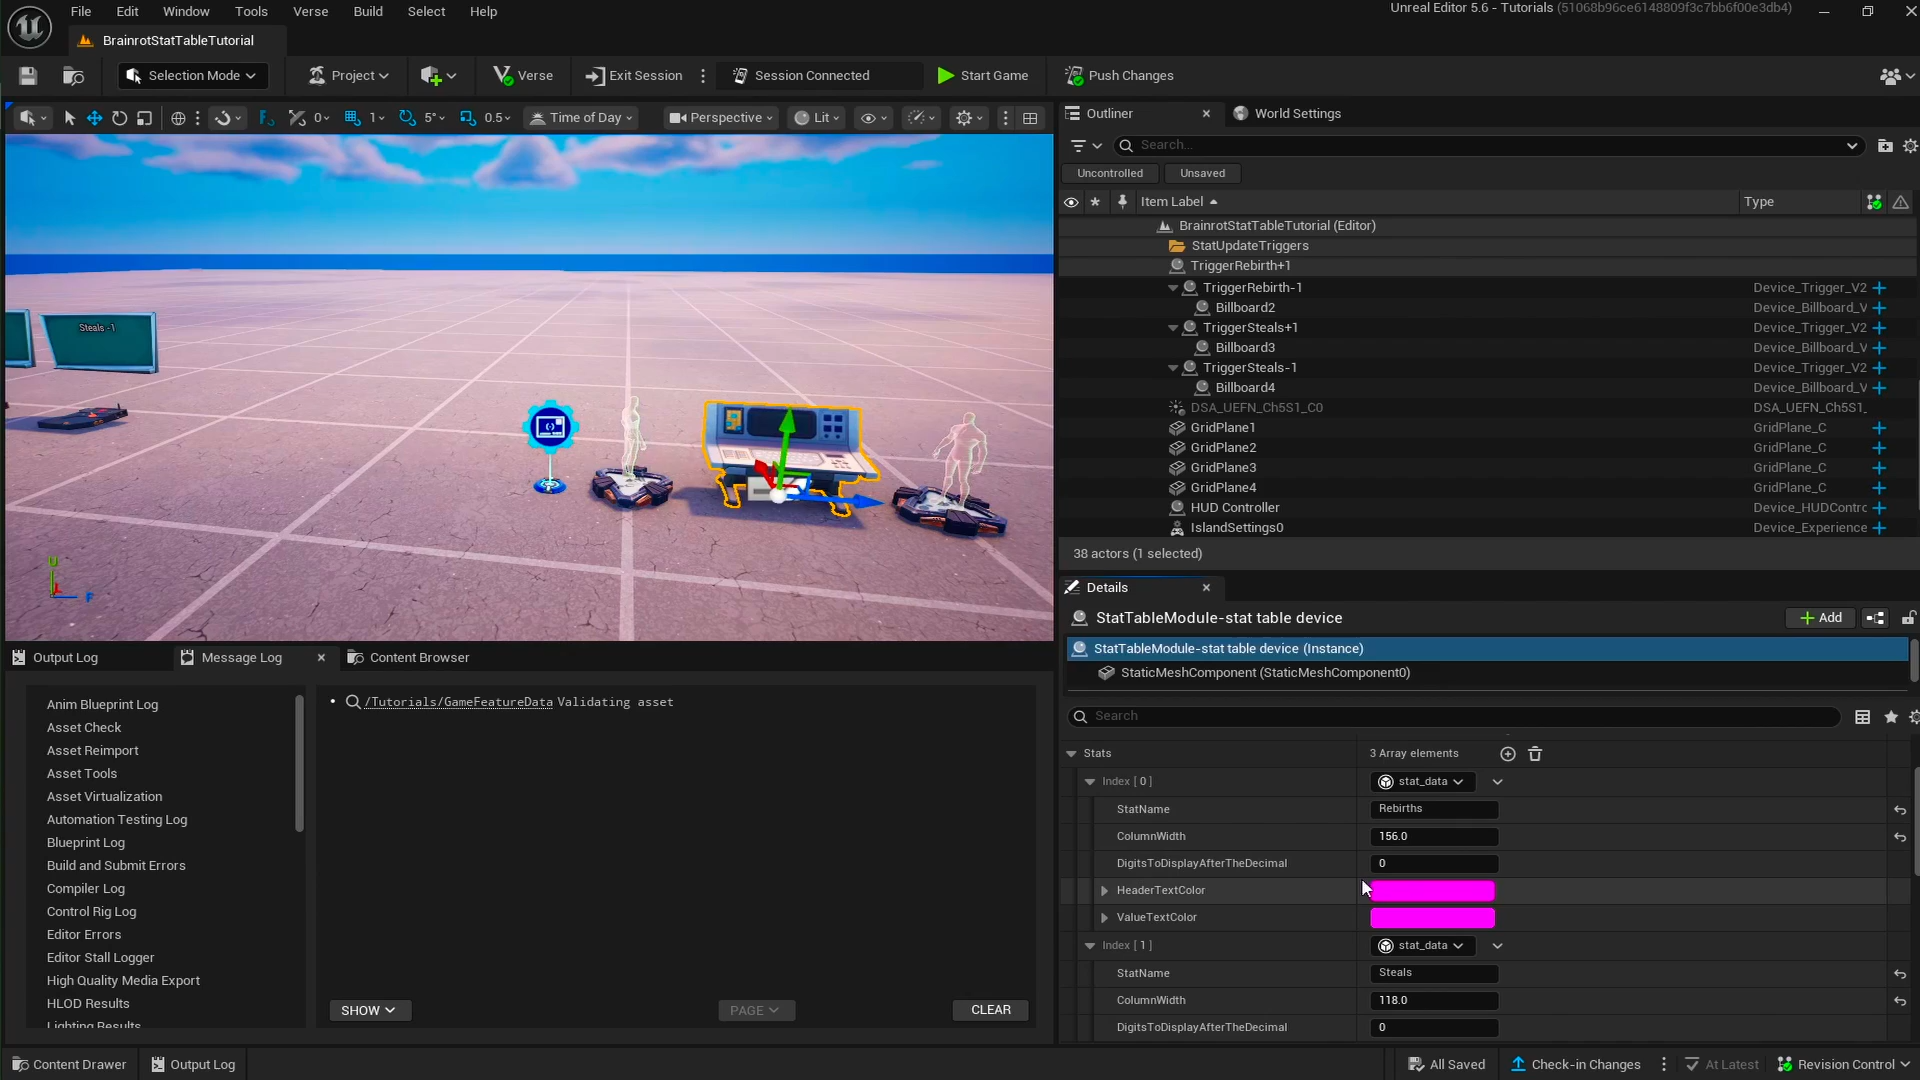 File Edit Window Tools Verse Build Select Help
Unreal Editor 5.6 - Tutorials (51068b96ce6148809f3c7bb6f00e3db4)
BrainrotStatTableTutorial
Selection Mode Project Verse Exit Session Session Connected Start Game Push Changes
0 1 5° 0.5 Time of Day Perspective Lit
Steals -1
Outliner World Settings
Search...
Uncontrolled Unsaved
Item Label Type
BrainrotStatTableTutorial (Editor)
StatUpdateTriggers
TriggerRebirth+1
TriggerRebirth-1 Device_Trigger_V2
Billboard2 Device_Billboard_V
TriggerSteals+1 Device_Trigger_V2
Billboard3 Device_Billboard_V
TriggerSteals-1 Device_Trigger_V2
Billboard4 Device_Billboard_V
DSA_UEFN_Ch5S1_C0 DSA_UEFN_Ch5S1_
GridPlane1 GridPlane_C
GridPlane2 GridPlane_C
GridPlane3 GridPlane_C
GridPlane4 GridPlane_C
HUD Controller Device_HUDContrc
IslandSettings0 Device_Experience
38 actors (1 selected)
Details
StatTableModule-stat table device Add
StatTableModule-stat table device (Instance)
StaticMeshComponent (StaticMeshComponent0)
Search
Stats 3 Array elements
Index [ 0 ] stat_data
StatName Rebirths
ColumnWidth 156.0
DigitsToDisplayAfterTheDecimal 0
HeaderTextColor
ValueTextColor
Index [ 1 ] stat_data
StatName Steals
ColumnWidth 118.0
DigitsToDisplayAfterTheDecimal 0
Output Log Message Log Content Browser
Anim Blueprint Log
Asset Check
Asset Reimport
Asset Tools
Asset Virtualization
Automation Testing Log
Blueprint Log
Build and Submit Errors
Compiler Log
Control Rig Log
Editor Errors
Editor Stall Logger
High Quality Media Export
HLOD Results
Lighting Results
/Tutorials/GameFeatureData Validating asset
SHOW PAGE CLEAR
Content Drawer Output Log All Saved Check-in Changes At Latest Revision Control